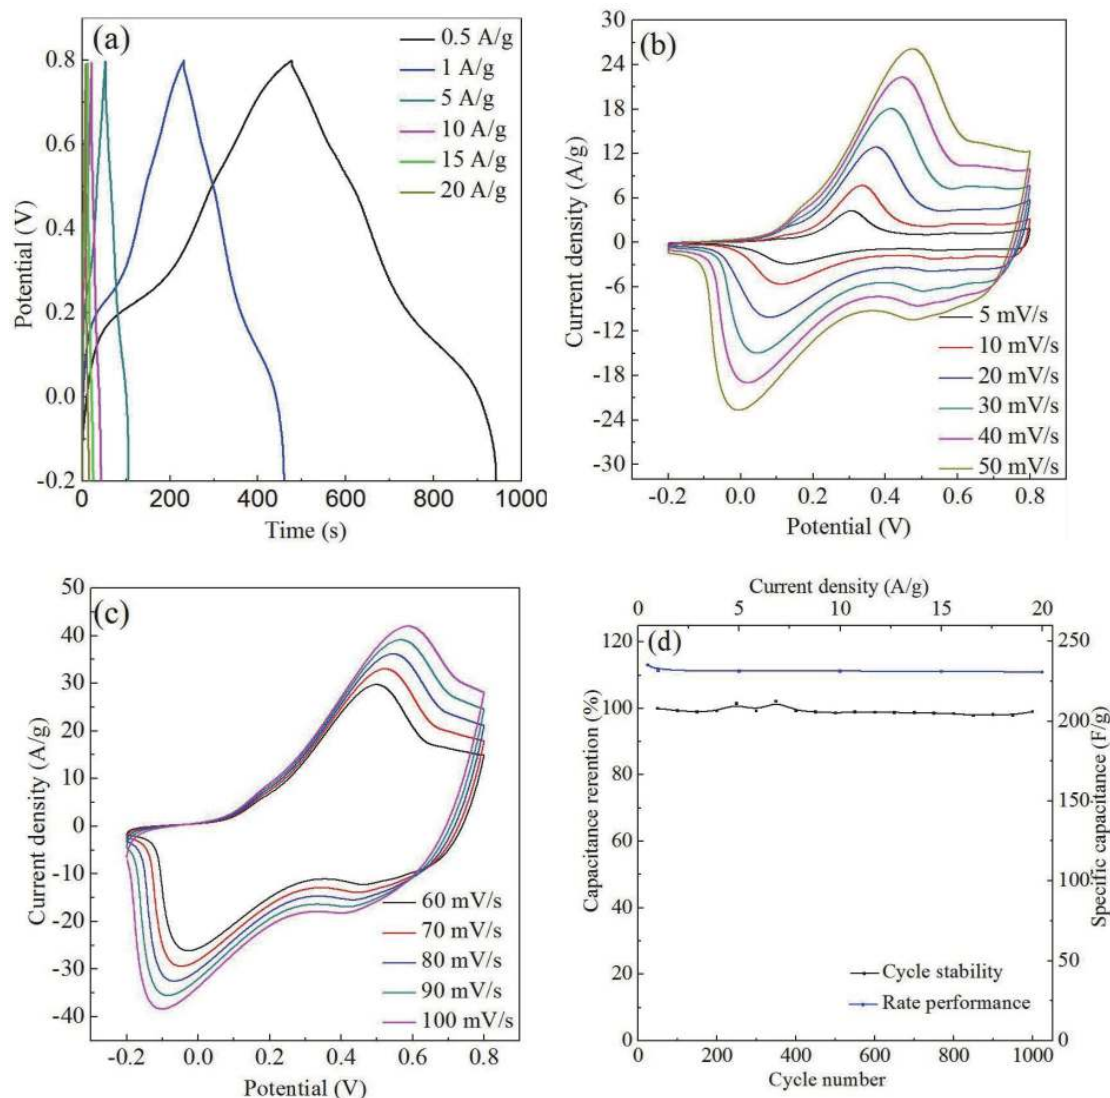 (a)
0.5 A/g
1 A/g
5 A/g
10 A/g
15 A/g
20 A/g
0.8
0.6
0.4
0.2
0.0
-0.2
Potential (V)
0 200 400 600 800 1000
Time (s)
(b)
30
24
18
12
6
0
-6
-12
-18
-24
-30
Current density (A/g)
5 mV/s
10 mV/s
20 mV/s
30 mV/s
40 mV/s
50 mV/s
-0.2 0.0 0.2 0.4 0.6 0.8
Potential (V)
(c)
50
40
30
20
10
0
-10
-20
-30
-40
Current density (A/g)
60 mV/s
70 mV/s
80 mV/s
90 mV/s
100 mV/s
-0.2 0.0 0.2 0.4 0.6 0.8
Potential (V)
Current density (A/g)
0 5 10 15 20
(d)
120
100
80
60
40
20
0
Capacitance rerention (%)
250
200
150
100
50
0
Specific capacitance (F/g)
Cycle stability
Rate performance
0 200 400 600 800 1000
Cycle number